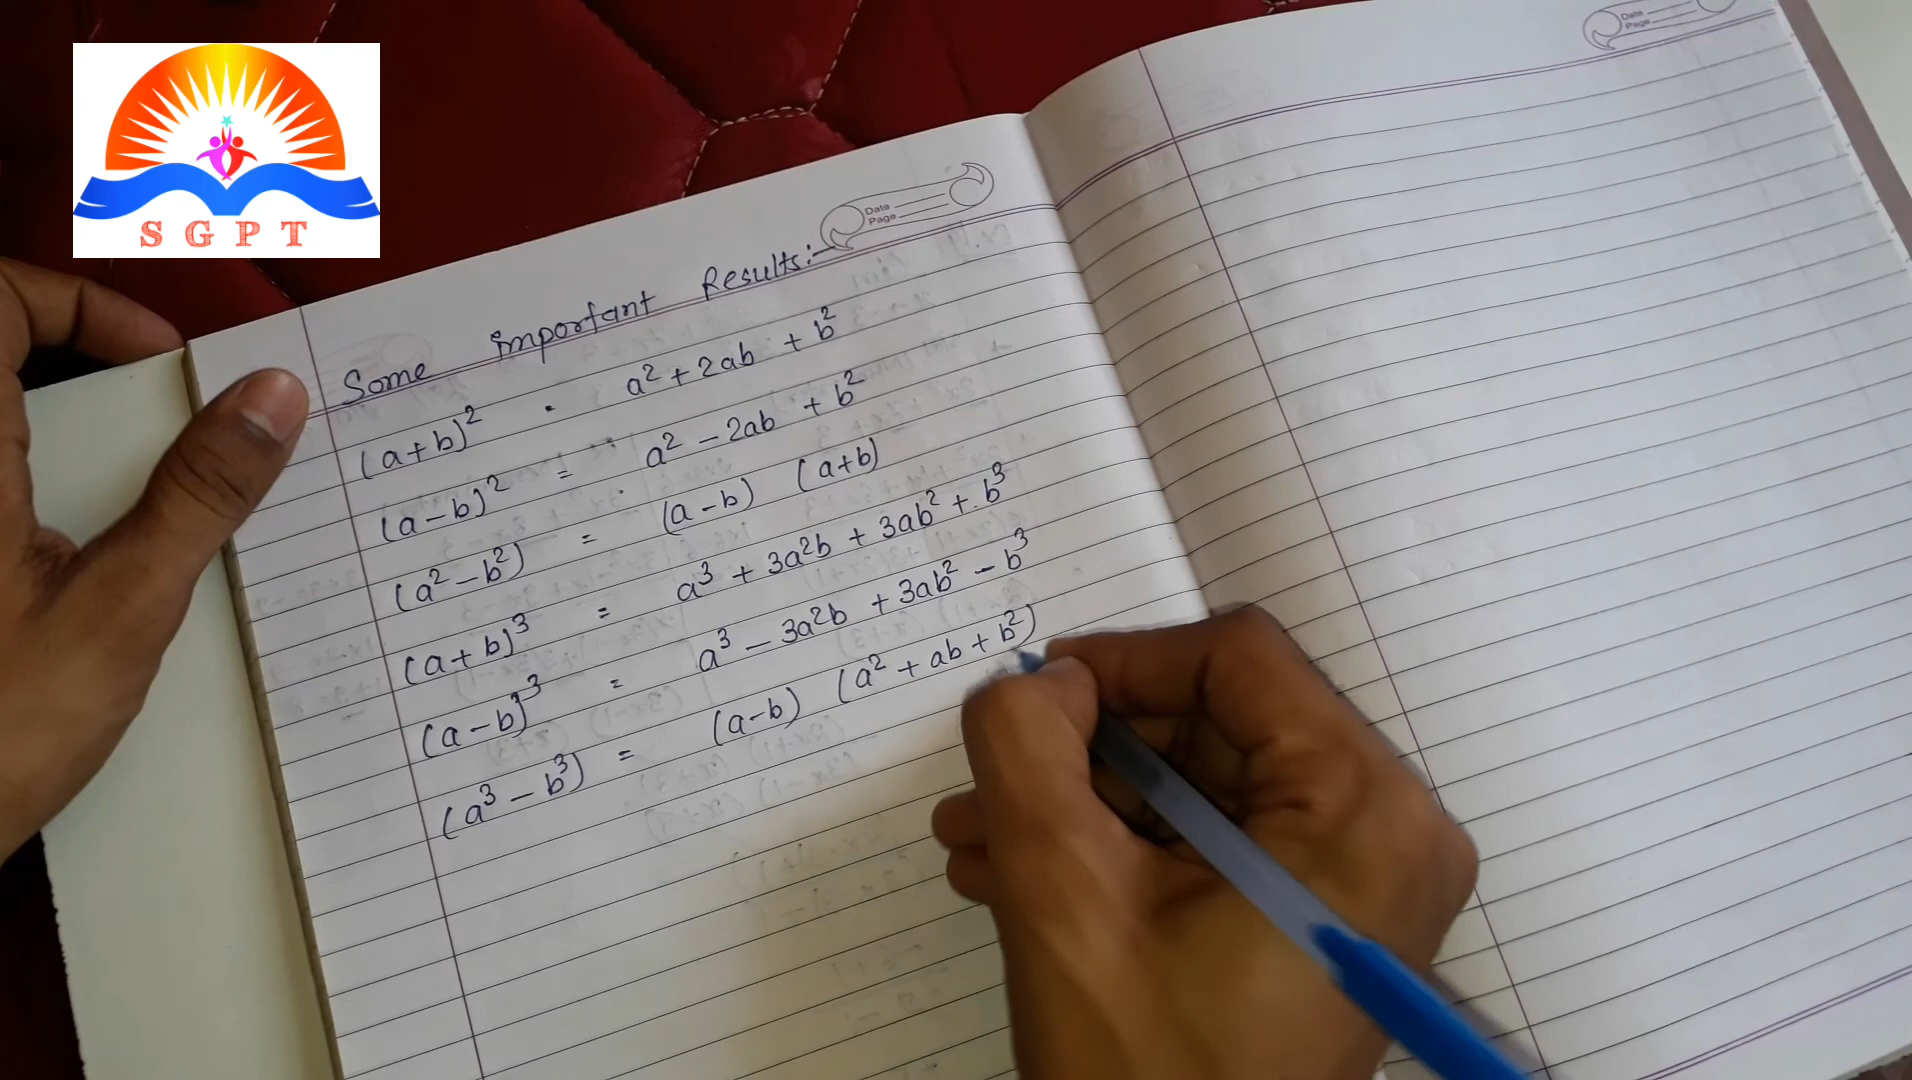 SGPT
Date
Page
Date
Page
Some important Results:-
(a+b)² = a² + 2ab + b²
(a-b)² = a² - 2ab + b²
(a² - b²) = (a-b) (a+b)
(a+b)³ = a³ + 3a²b + 3ab² + b³
(a-b)³ = a³ - 3a²b + 3ab² - b³
(a³ - b³) = (a-b) (a² + ab + b²)